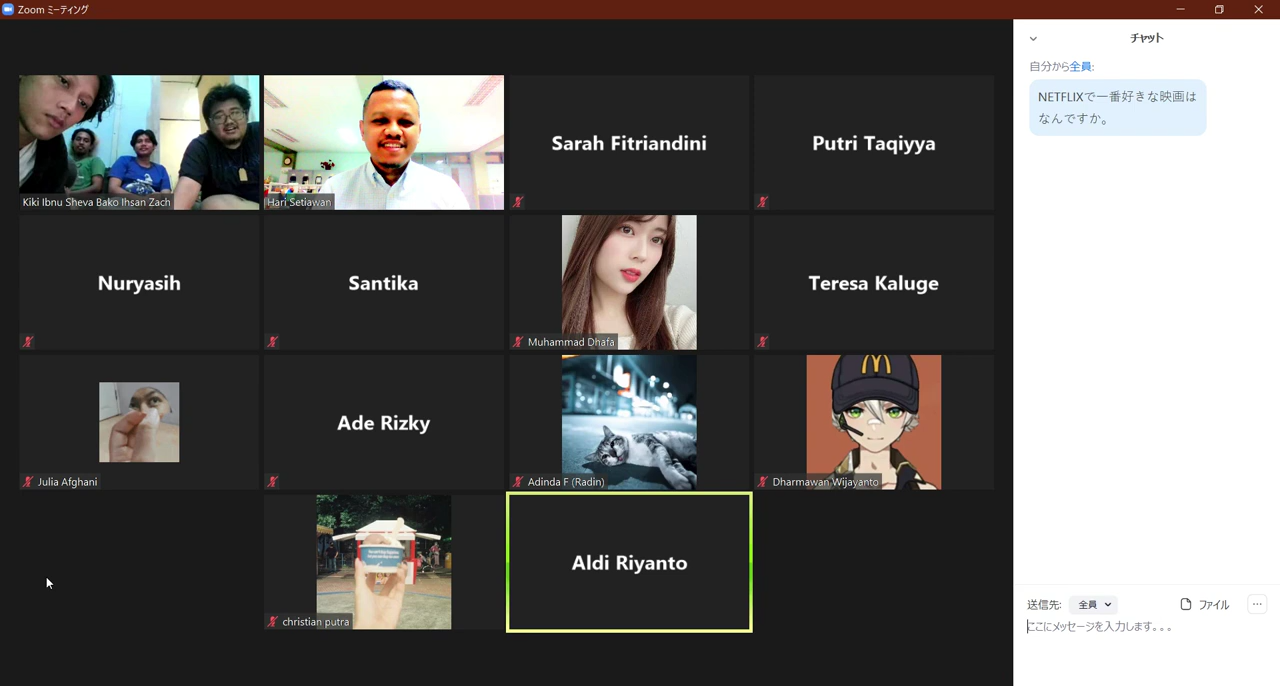 Zoom ミーティング
Kiki Ibnu Sheva Bako Ihsan Zach
Hari Setiawan
Sarah Fitriandini
Putri Taqiyya
Nuryasih
Santika
Muhammad Dhafa
Teresa Kaluge
Julia Afghani
Ade Rizky
Adinda F (Radin)
Dharmawan Wijayanto
christian putra
Aldi Riyanto
チャット
自分から全員:
NETFLIXで一番好きな映画は
なんですか。
送信先: 全員 ファイル
ここにメッセージを入力します。。。